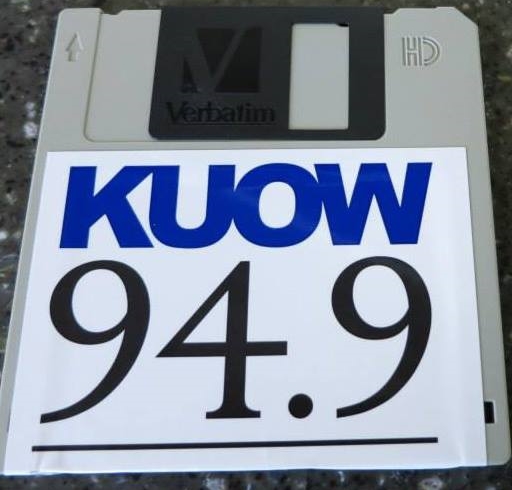 HD
Verbatim
KUOW
94.9